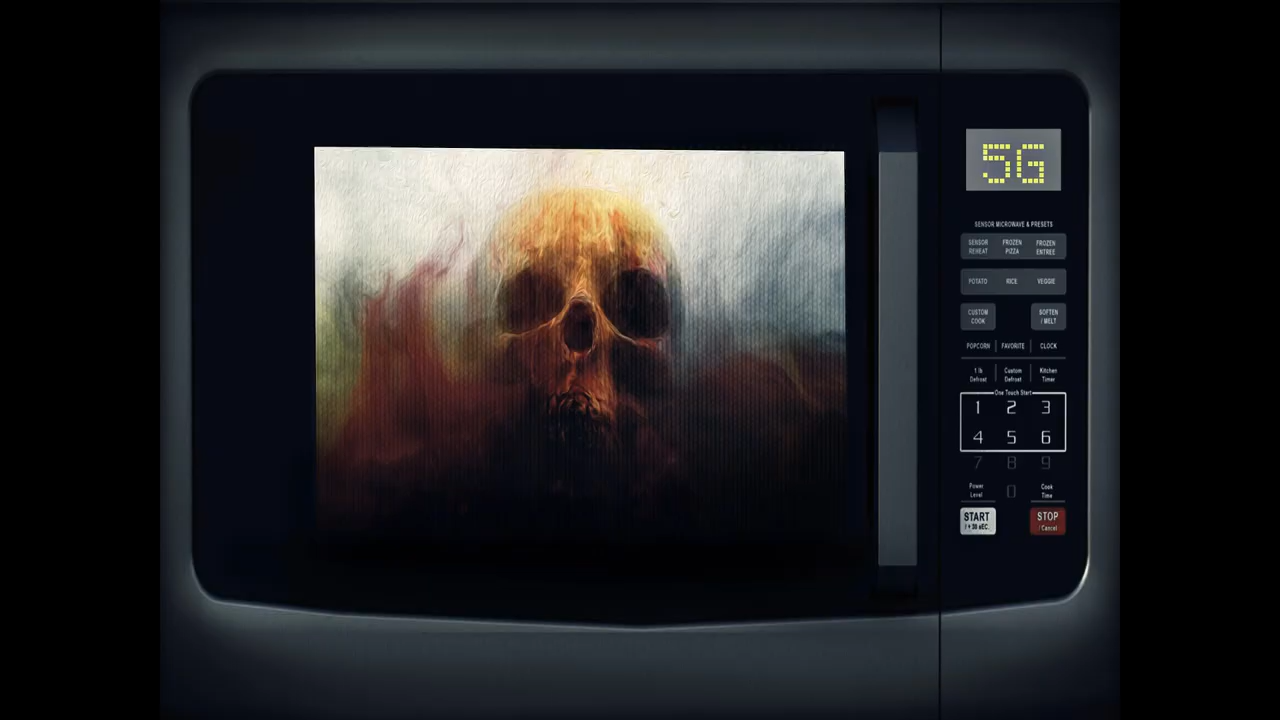 5G
SENSOR MICROWAVE & PRESETS
SENSOR REHEAT
FROZEN PIZZA
FROZEN ENTREE
POTATO RICE VEGGIE
CUSTOM COOK
SOFTEN / MELT
POPCORN FAVORITE CLOCK
1 lb Defrost
Custom Defrost
Kitchen Timer
One Touch Start
1 2 3
4 5 6
7 8 9
Power Level
0
Cook Time
START
/ + 30 sEC.
STOP
/ Cancel